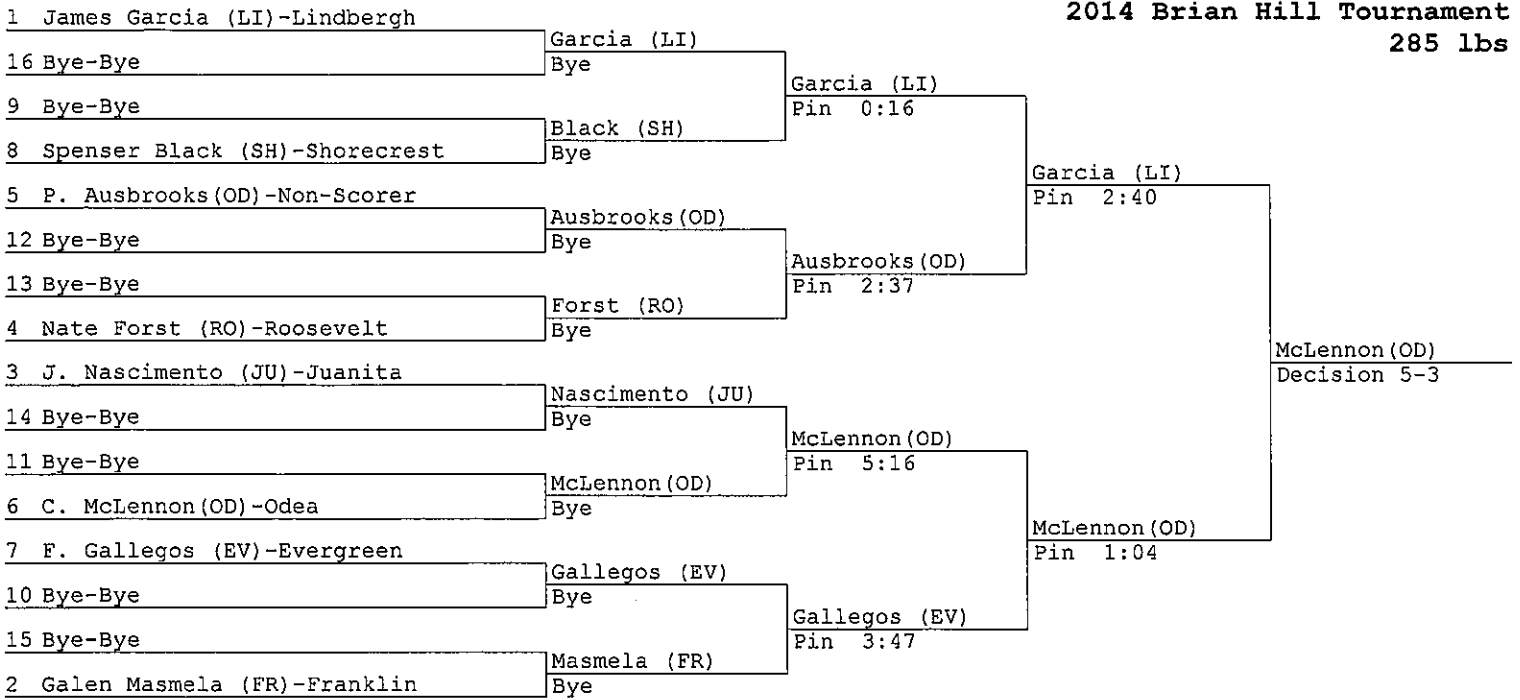 2014 Brian Hill Tournament
285 lbs
1 James Garcia (LI)-Lindbergh
16 Bye-Bye
9 Bye-Bye
8 Spenser Black (SH)-Shorecrest
5 P. Ausbrooks(OD)-Non-Scorer
12 Bye-Bye
13 Bye-Bye
4 Nate Forst (RO)-Roosevelt
3 J. Nascimento (JU)-Juanita
14 Bye-Bye
11 Bye-Bye
6 C. McLennon(OD)-Odea
7 F. Gallegos (EV)-Evergreen
10 Bye-Bye
15 Bye-Bye
2 Galen Masmela (FR)-Franklin
Garcia (LI)
Bye
Black (SH)
Bye
Ausbrooks(OD)
Bye
Forst (RO)
Bye
Nascimento (JU)
Bye
McLennon(OD)
Bye
Gallegos (EV)
Bye
Masmela (FR)
Bye
Garcia (LI)
Pin 0:16
Ausbrooks(OD)
Pin 2:37
McLennon(OD)
Pin 5:16
Gallegos (EV)
Pin 3:47
Garcia (LI)
Pin 2:40
McLennon(OD)
Pin 1:04
McLennon(OD)
Decision 5-3